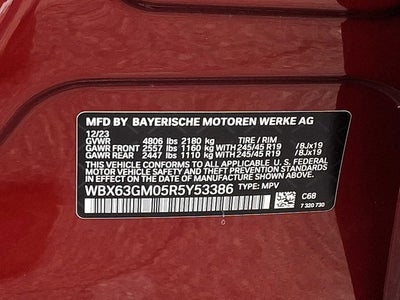 MFD BY BAYERISCHE MOTOREN WERKE AG
12/23
GVWR 4806 lbs 2180 kg TIRE / RIM
GAWR FRONT 2557 lbs 1160 kg WITH 245/45 R19 /8Jx19
GAWR REAR 2447 lbs 1110 kg WITH 245/45 R19 /8Jx19
THIS VEHICLE CONFORMS TO ALL APPLICABLE
U.S. FEDERAL MOTOR VEHICLE SAFETY
AND THEFT PREVENTION STANDARDS IN EFFECT
ON THE DATE OF MANUFACTURE SHOWN ABOVE.
WBX63GM05R5Y53386 TYPE: MPV
C6B
7 320 730